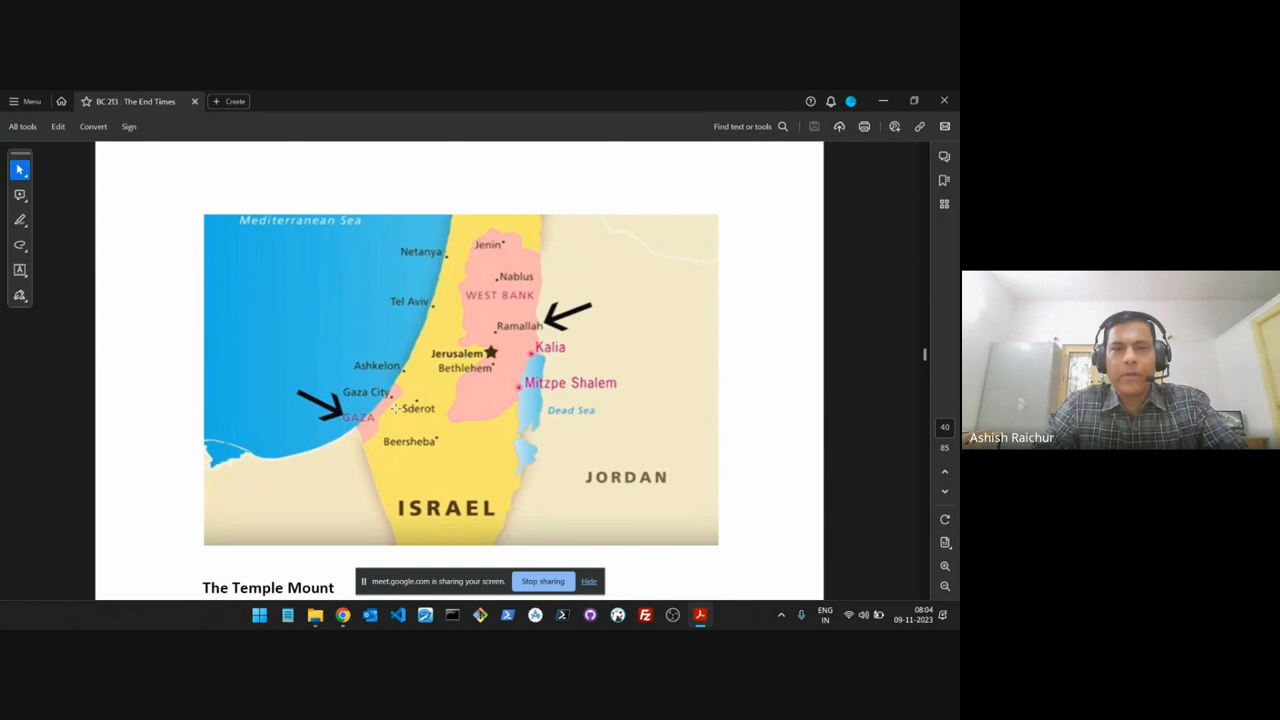 Menu
BC 213 : The End Times
Create
All tools
Edit
Convert
Sign
Find text or tools
Mediterranean Sea
Netanya
Jenin
Nablus
WEST BANK
Tel Aviv
Ramallah
Jerusalem
Kalia
Ashkelon
Bethlehem
Mitzpe Shalem
Gaza City
Sderot
Dead Sea
GAZA
Beersheba
JORDAN
ISRAEL
The Temple Mount
meet.google.com is sharing your screen.
Stop sharing
Hide
40
85
Ashish Raichur
ENG
IN
08:04
09-11-2023